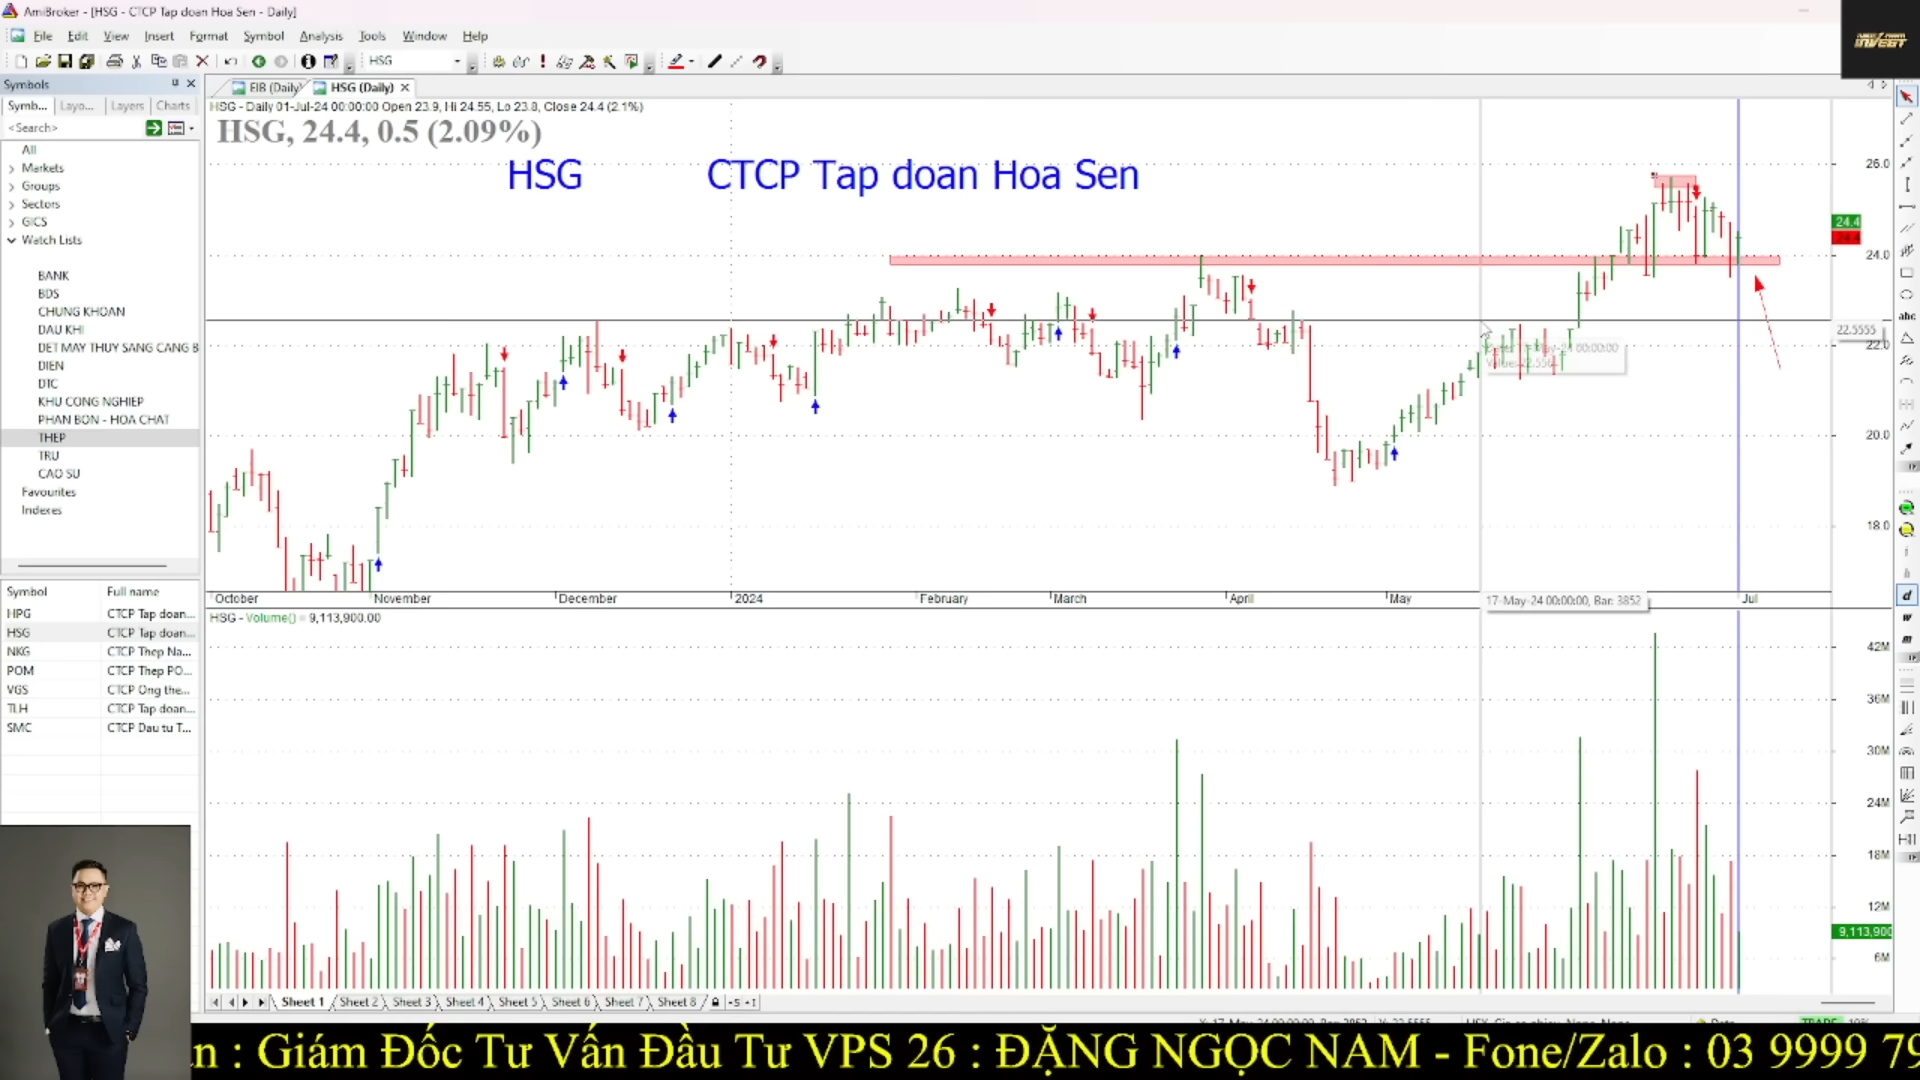 AmiBroker - [HSG - CTCP Tap doan Hoa Sen - Daily]
File Edit View Insert Format Symbol Analysis Tools Window Help
HSG
Symbols
EIB (Daily) HSG (Daily)
Symb... Layo... Layers Charts
<Search>
HSG - Daily 01-Jul-24 00:00:00 Open 23.9, Hi 24.55, Lo 23.8, Close 24.4 (2.1%)
HSG, 24.4, 0.5 (2.09%)
HSG CTCP Tap doan Hoa Sen
All
Markets
Groups
Sectors
GICS
Watch Lists
BANK
BDS
CHUNG KHOAN
DAU KHI
DET MAY THUY SANG CANG B
DIEN
DTC
KHU CONG NGHIEP
PHAN BON - HOA CHAT
THEP
TRU
CAO SU
Favourites
Indexes
26.0
24.4
24.4
24.0
22.5555
22.0
20.0
18.0
abc
d
w
m
October November December 2024 February March April May 17-May-24 00:00:00, Bar: 3852 Jul
Symbol Full name
HPG CTCP Tap doan...
HSG CTCP Tap doan...
NKG CTCP Thep Na...
POM CTCP Thep PO...
VGS CTCP Ong the...
TLH CTCP Tap doan...
SMC CTCP Dau tu T...
HSG - Volume() = 9,113,900.00
42M
36M
30M
24M
18M
12M
9,113,900
6M
Sheet 1 Sheet 2 Sheet 3 Sheet 4 Sheet 5 Sheet 6 Sheet 7 Sheet 8
INVEST
n : Giám Đốc Tư Vấn Đầu Tư VPS 26 : ĐẶNG NGỌC NAM - Fone/Zalo : 03 9999 79